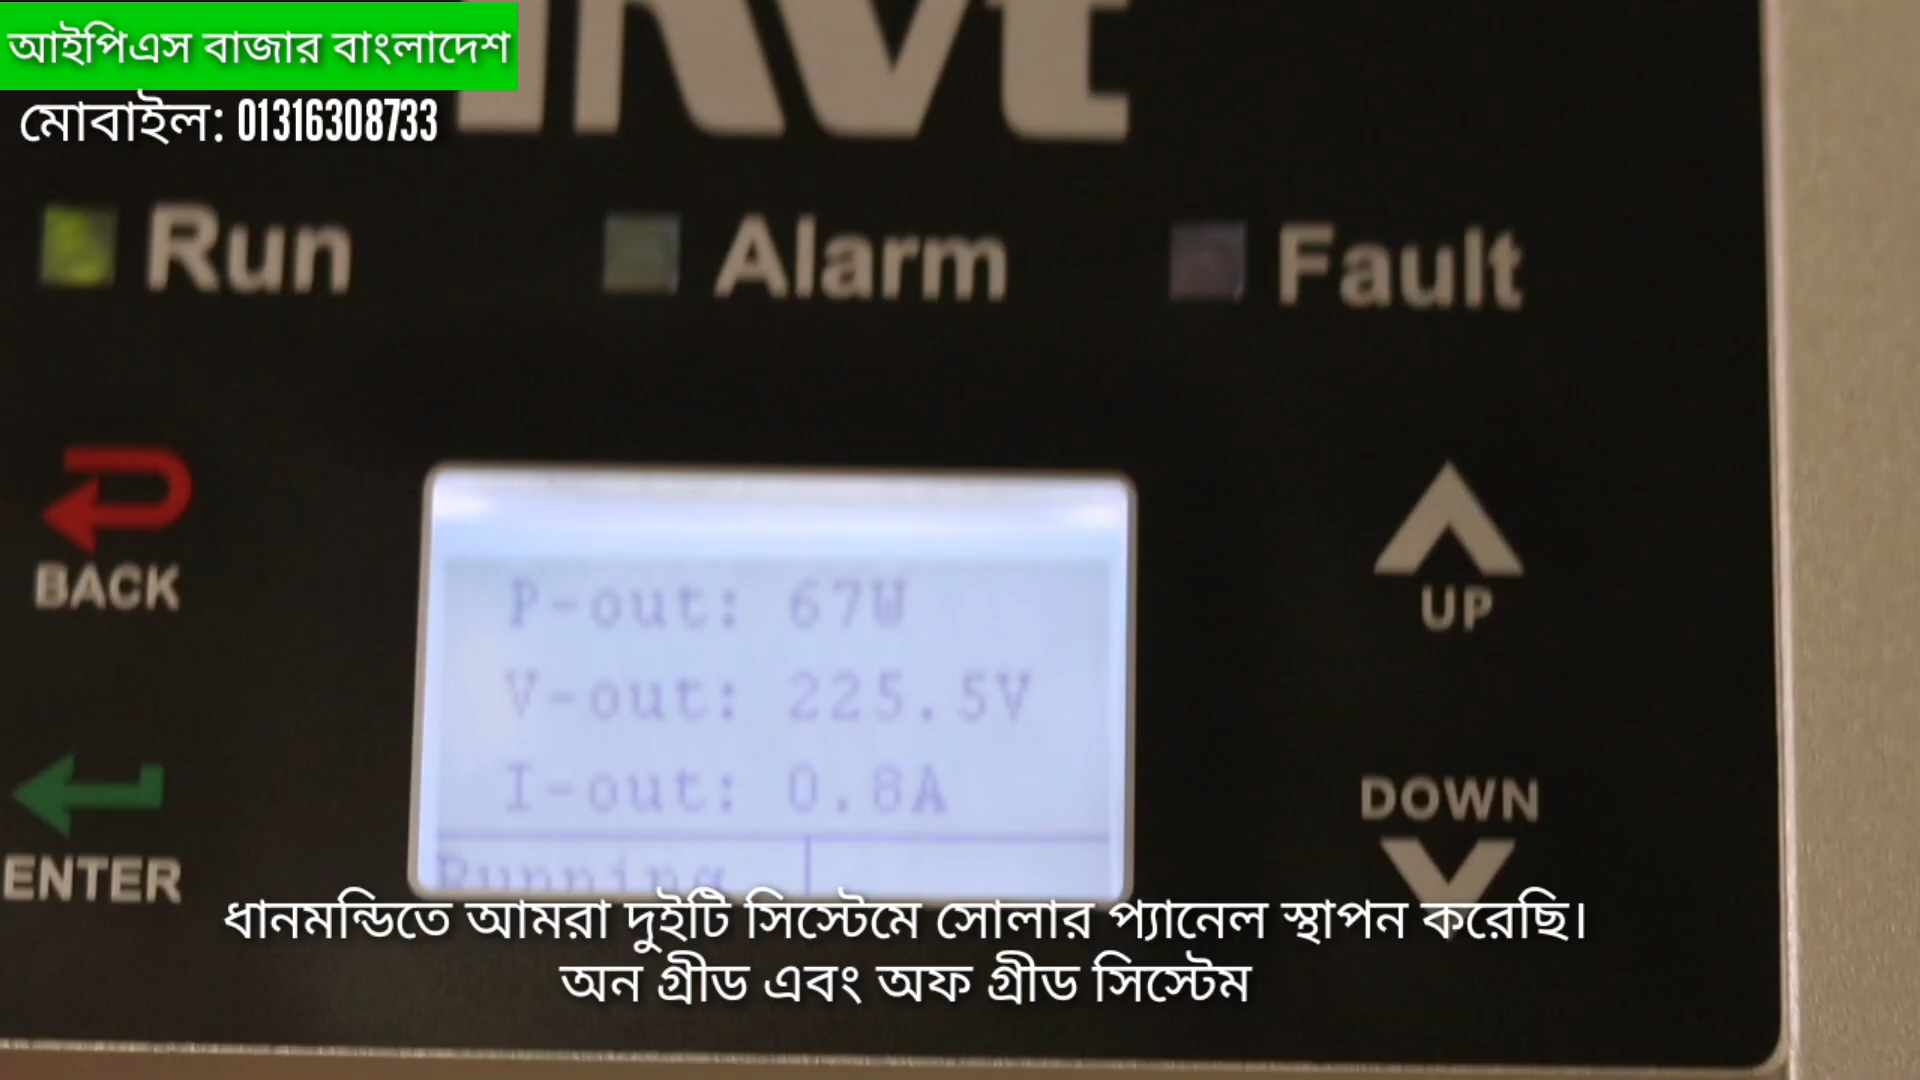 আইপিএস বাজার বাংলাদেশ
মোবাইল: 01316308733
Run
Alarm
Fault
BACK
UP
P-out: 67W
V-out: 225.5V
I-out: 0.8A
DOWN
ENTER
Running
ধানমন্ডিতে আমরা দুইটি সিস্টেমে সোলার প্যানেল স্থাপন করেছি।
অন গ্রীড এবং অফ গ্রীড সিস্টেম